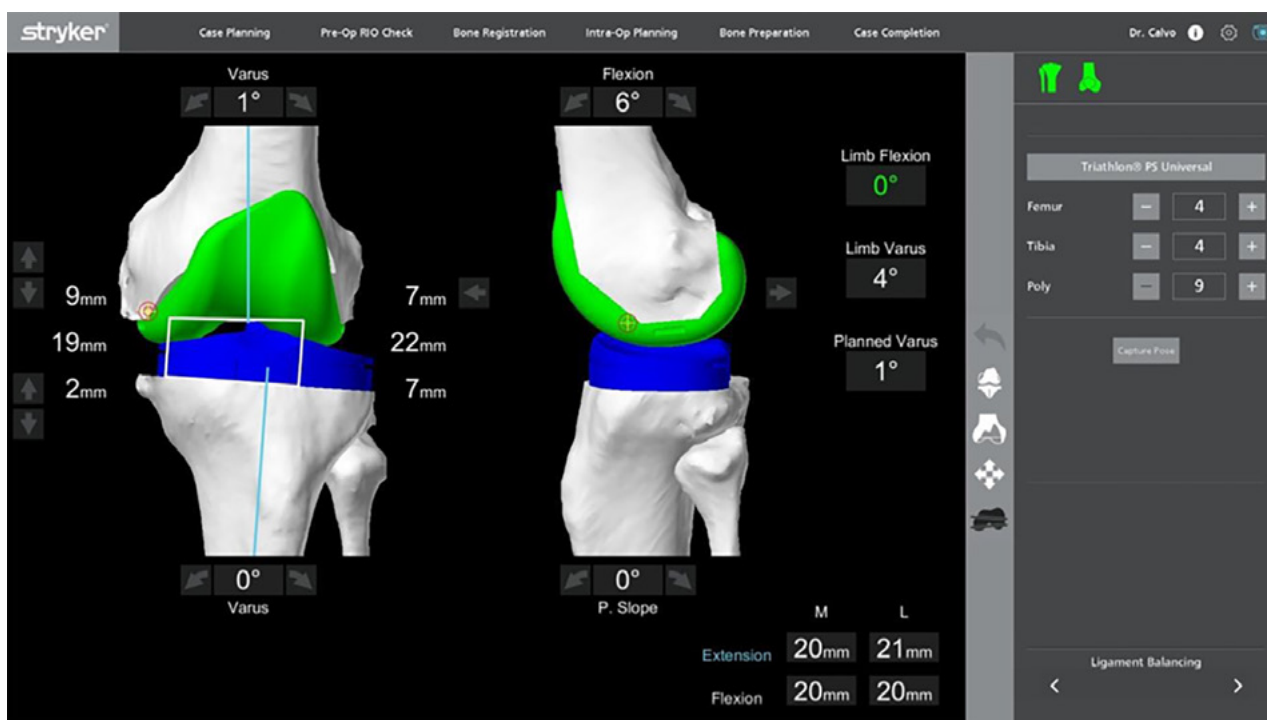 stryker
Case Planning
Pre-Op RIO Check
Bone Registration
Intra-Op Planning
Bone Preparation
Case Completion
Dr. Calvo
Varus
1°
Flexion
6°
Limb Flexion
0°
Limb Varus
4°
Planned Varus
1°
9mm
7mm
19mm
22mm
2mm
7mm
0°
Varus
0°
P. Slope
M L
Extension 20mm 21mm
Flexion 20mm 20mm
Triathlon® PS Universal
Femur − 4 +
Tibia − 4 +
Poly − 9 +
Capture Pose
Ligament Balancing
< >